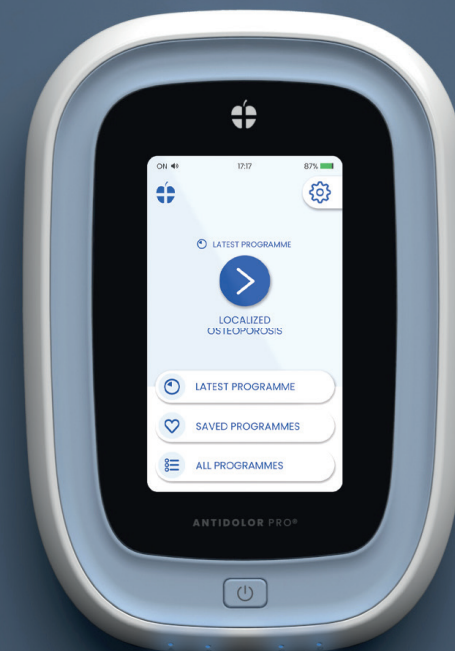 ON
17:17
87%
LATEST PROGRAMME
LOCALIZED
OSTEOPOROSIS
LATEST PROGRAMME
SAVED PROGRAMMES
ALL PROGRAMMES
ANTIDOLOR PRO®